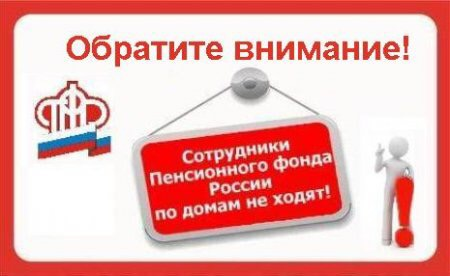 Обратите внимание!
Сотрудники
Пенсионного фонда
России
по домам не ходят!